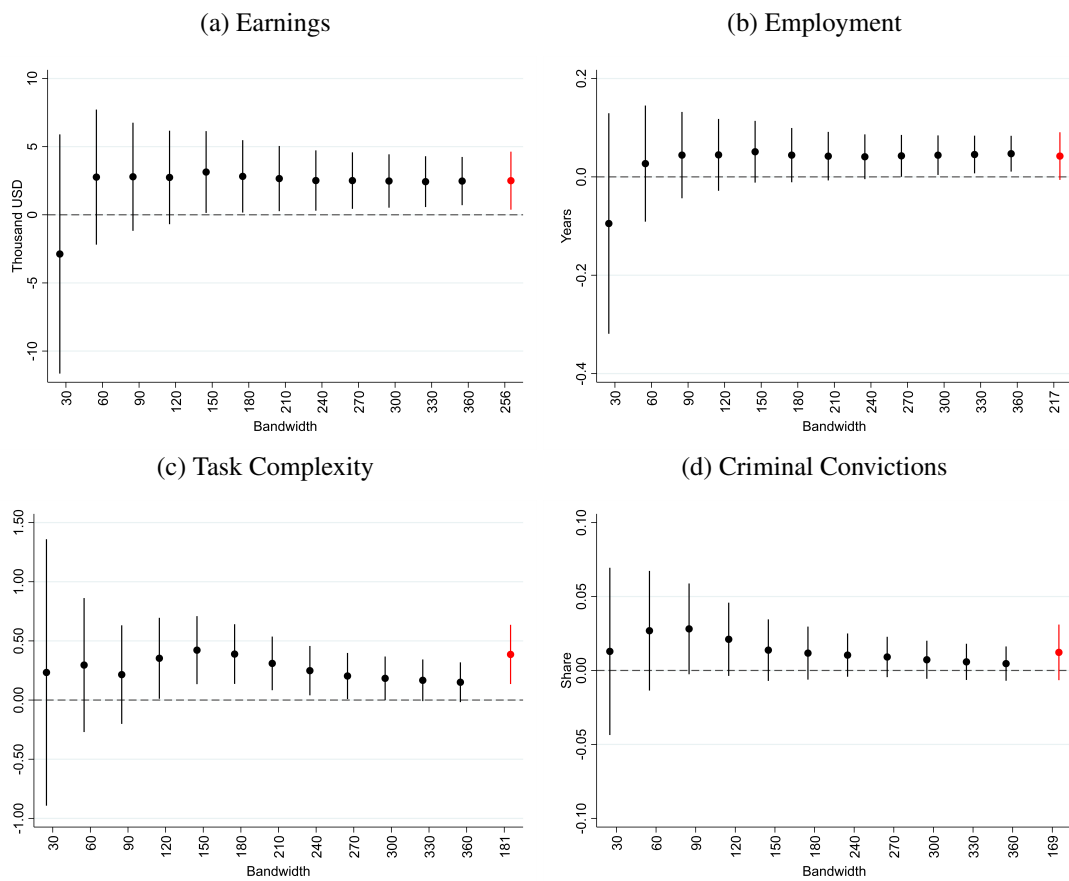 (a) Earnings
10
5
0
-5
-10
Thousand USD
30 60 90 120 150 180 210 240 270 300 330 360 256
Bandwidth
(b) Employment
0.2
0.0
-0.2
-0.4
Years
30 60 90 120 150 180 210 240 270 300 330 360 217
Bandwidth
(c) Task Complexity
1.50
1.00
0.50
0.00
-0.50
-1.00
30 60 90 120 150 180 210 240 270 300 330 360 181
Bandwidth
(d) Criminal Convictions
0.10
0.05
0.00
-0.05
-0.10
Share
30 60 90 120 150 180 210 240 270 300 330 360 169
Bandwidth